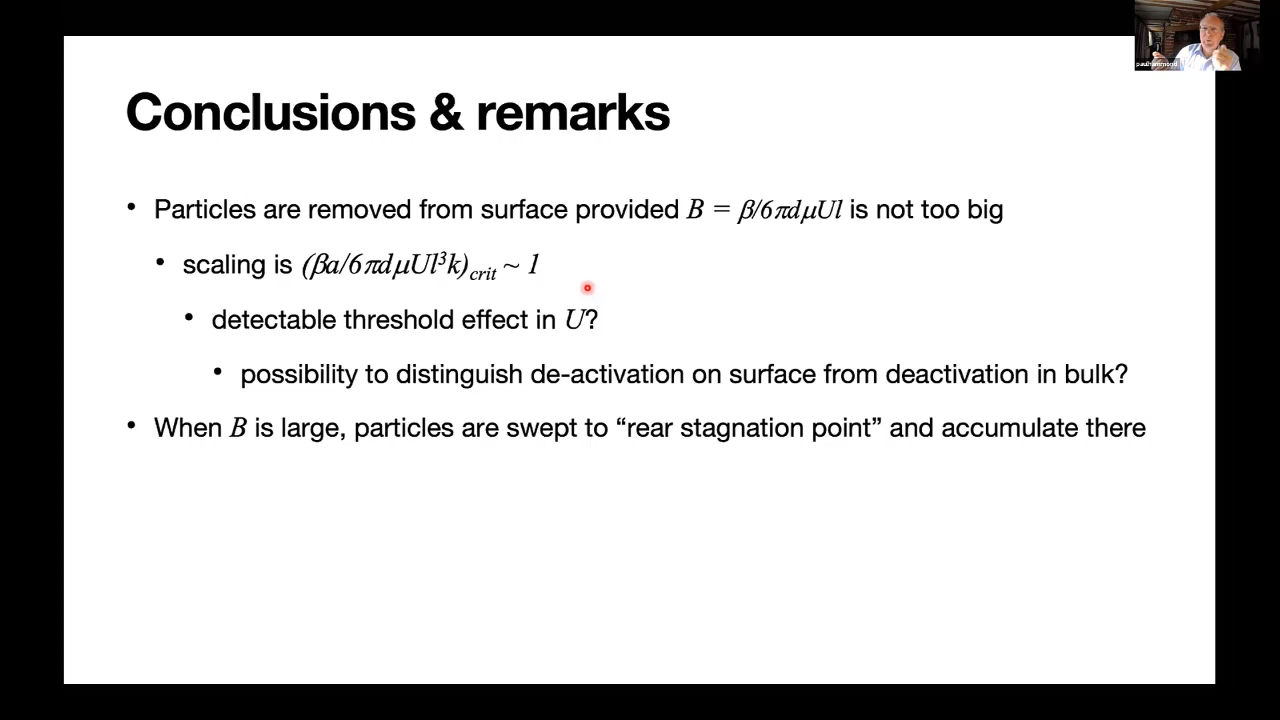 paulhammond
Conclusions & remarks
• Particles are removed from surface provided B = β/6πdμUl is not too big
• scaling is (βa/6πdμUl³k)crit ~ 1
• detectable threshold effect in U?
• possibility to distinguish de-activation on surface from deactivation in bulk?
• When B is large, particles are swept to “rear stagnation point” and accumulate there